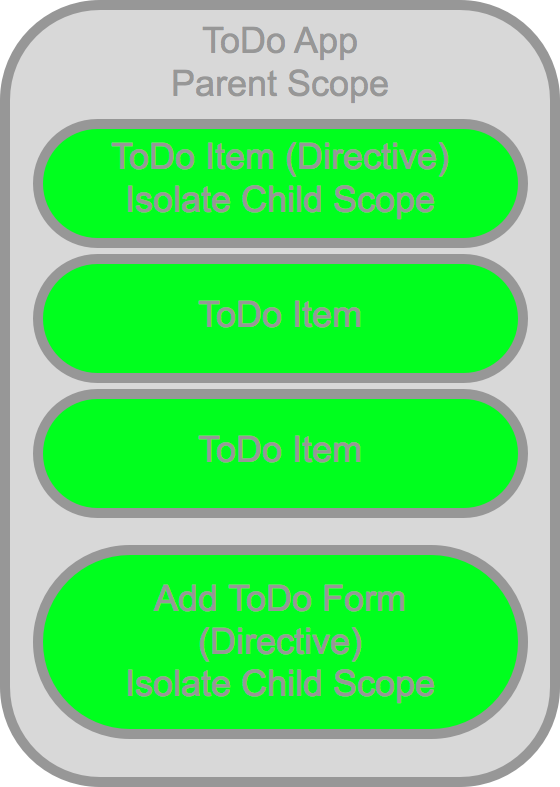 ToDo App
Parent Scope
ToDo Item (Directive)
Isolate Child Scope
ToDo Item
ToDo Item
Add ToDo Form
(Directive)
Isolate Child Scope